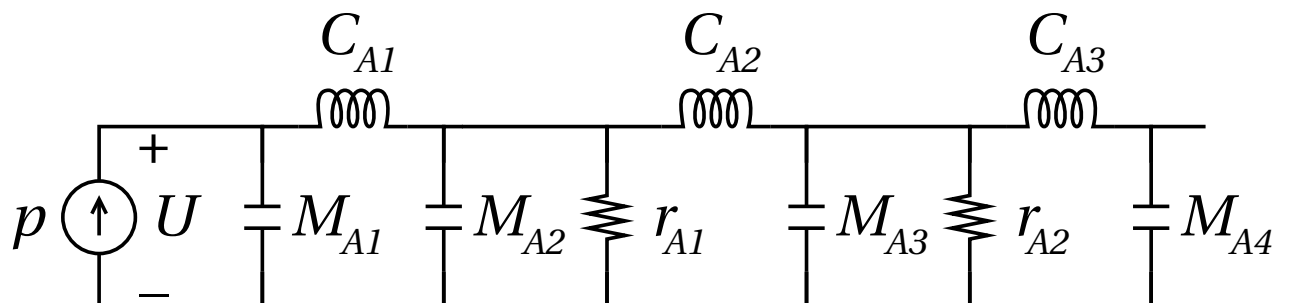 C_A1 C_A2 C_A3
+
p U M_A1 M_A2 r_A1 M_A3 r_A2 M_A4
−